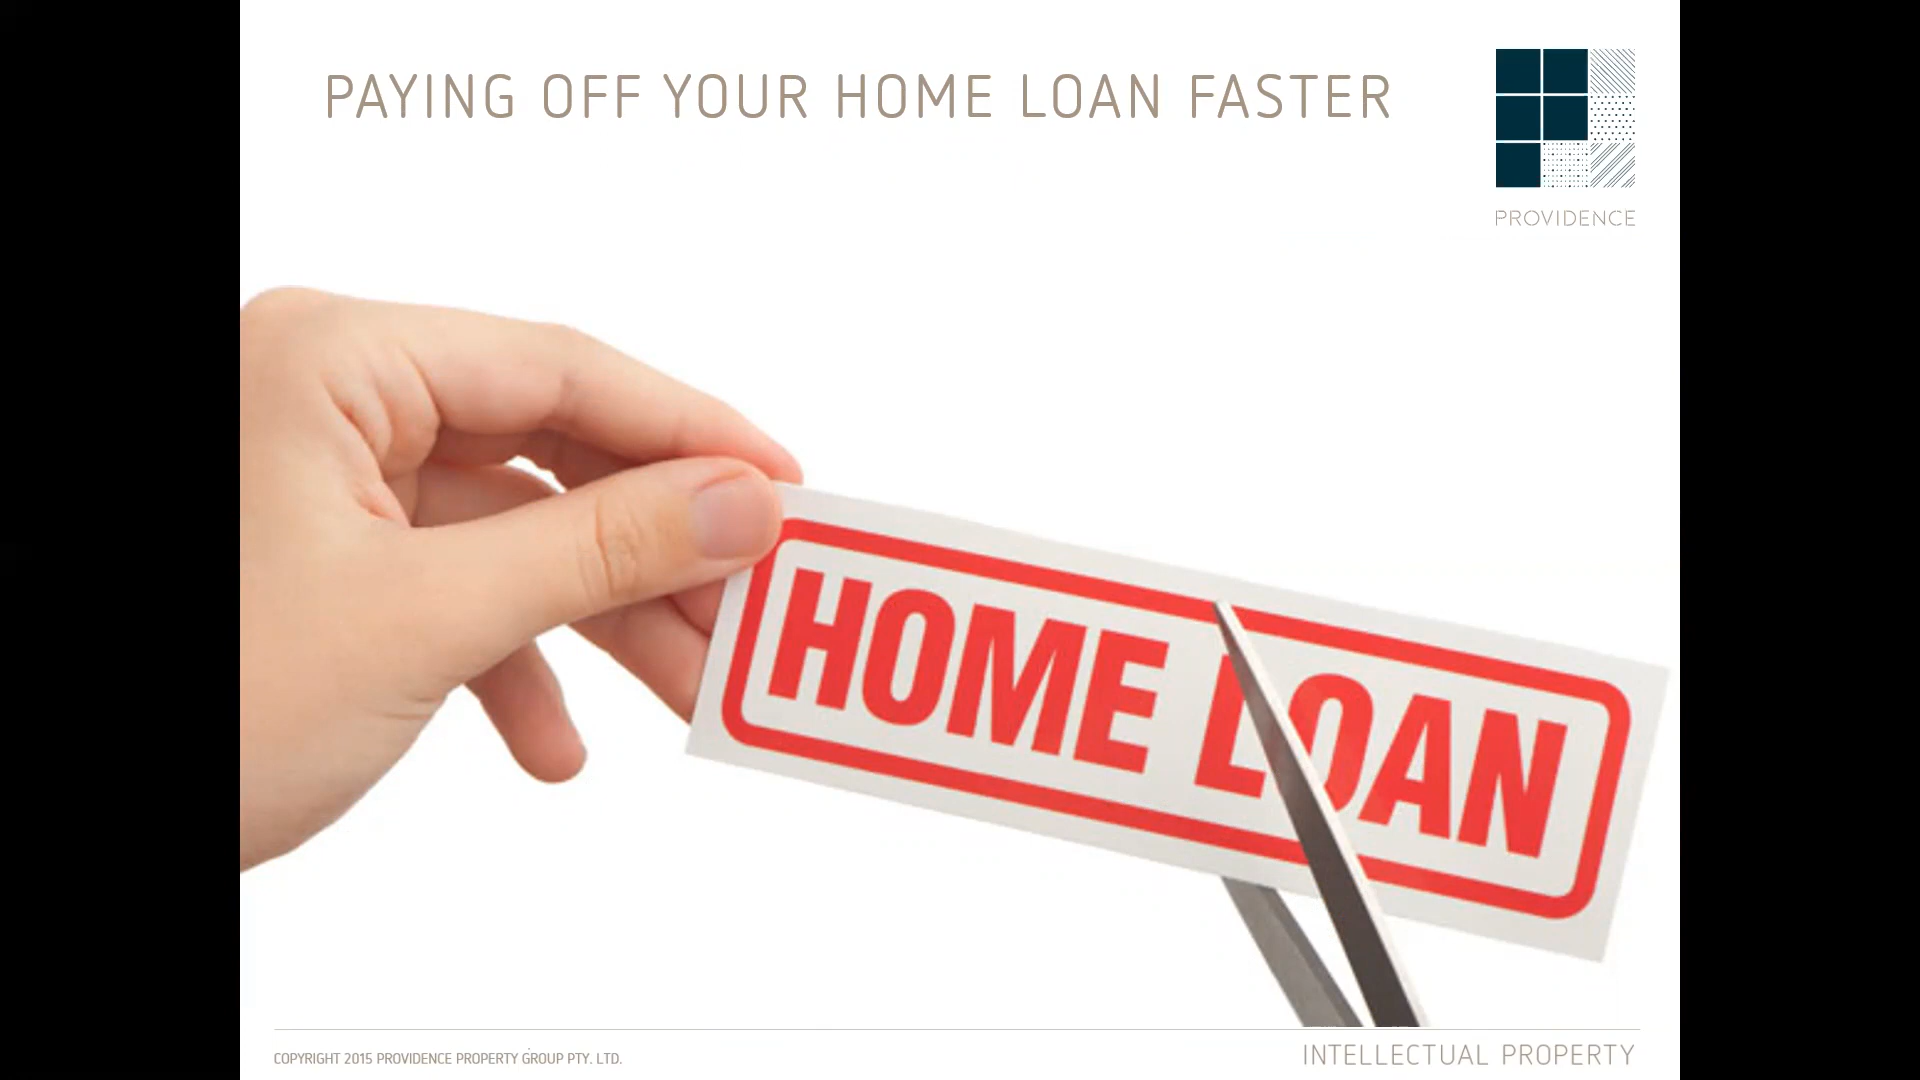 PAYING OFF YOUR HOME LOAN FASTER
PROVIDENCE
HOME LOAN
COPYRIGHT 2015 PROVIDENCE PROPERTY GROUP PTY. LTD.
INTELLECTUAL PROPERTY